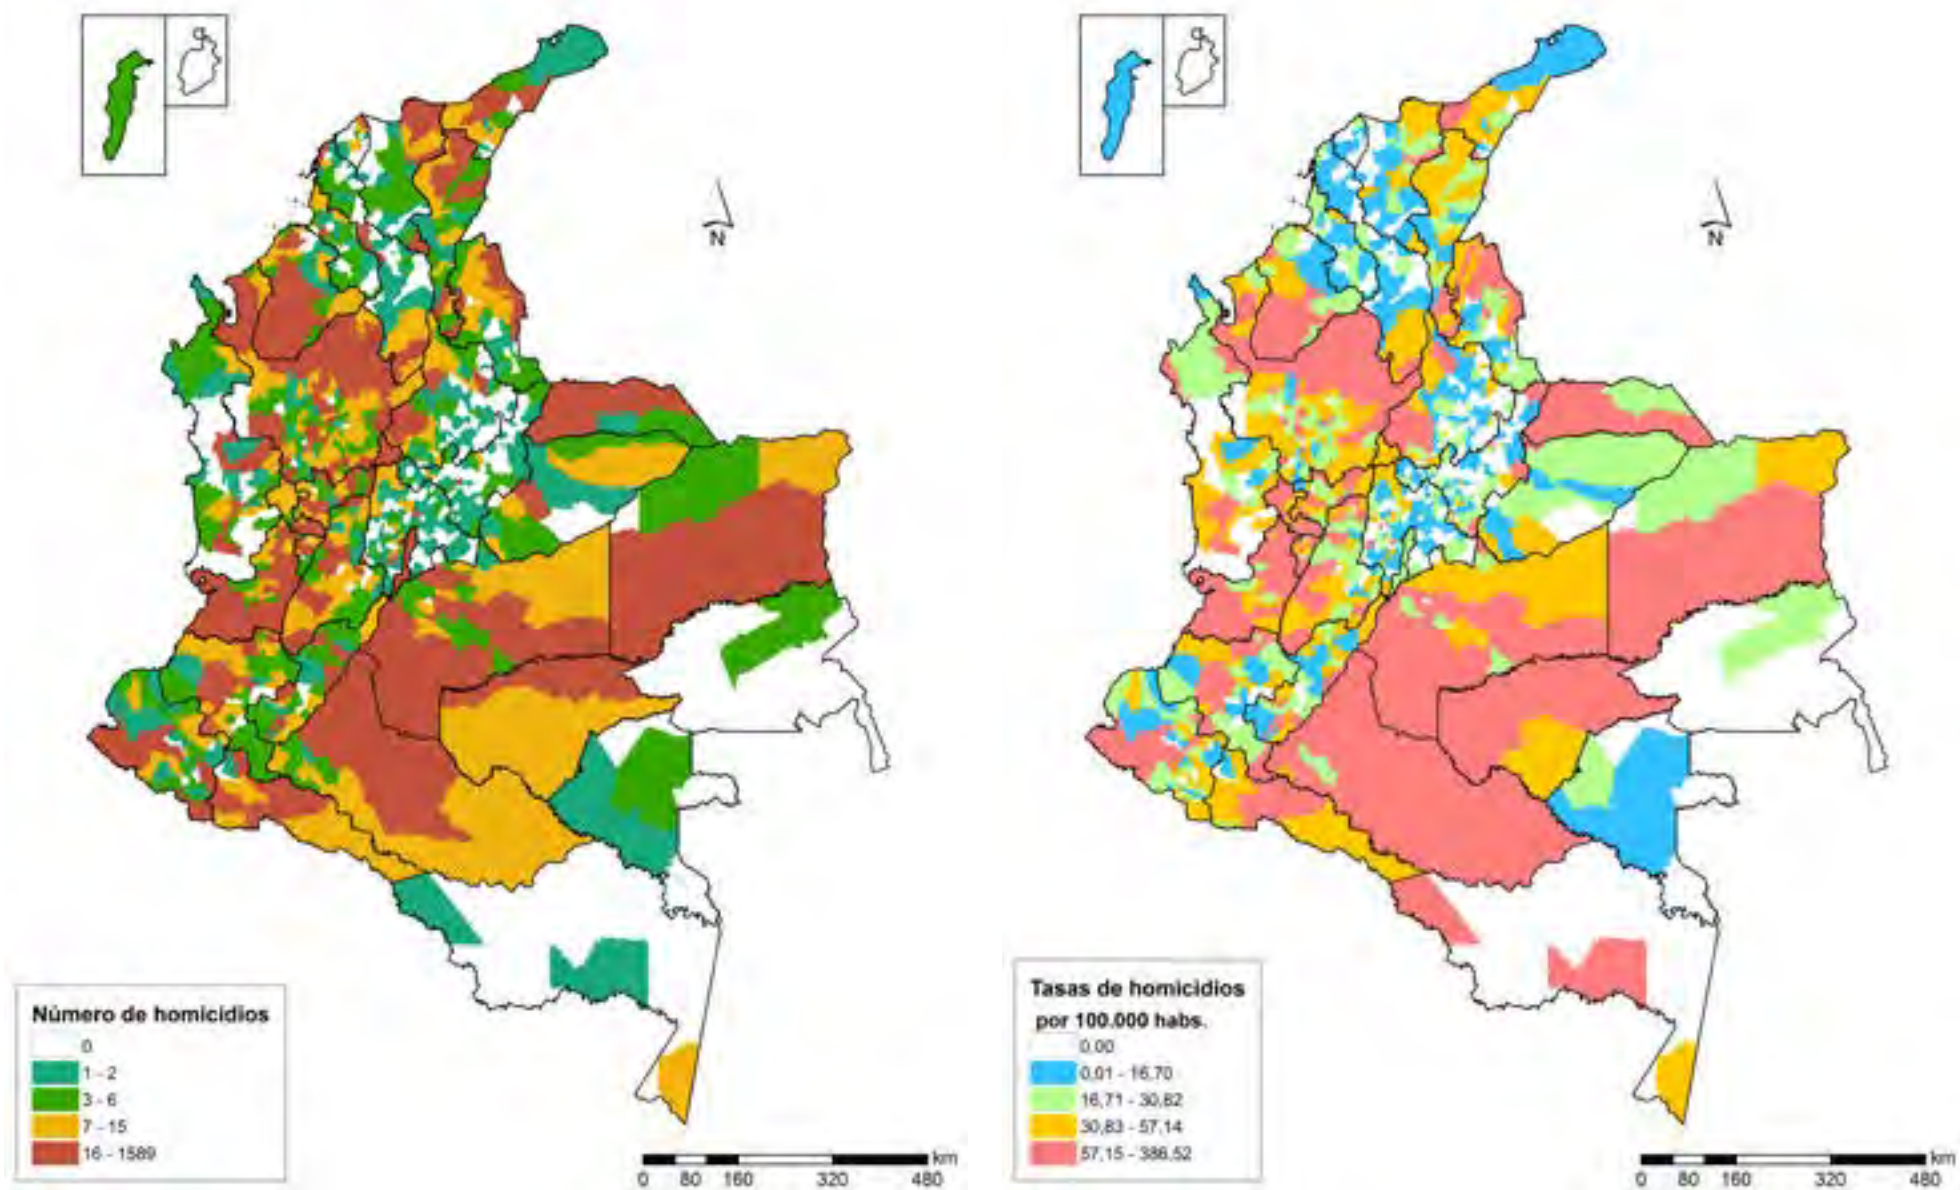 N
N
Número de homicidios
0
1 - 2
3 - 6
7 - 15
16 - 1589
km
0 80 160 320 480
Tasas de homicidios
por 100.000 habs.
0,00
0,01 - 16,70
16,71 - 30,82
30,83 - 57,14
57,15 - 386,52
km
0 80 160 320 480